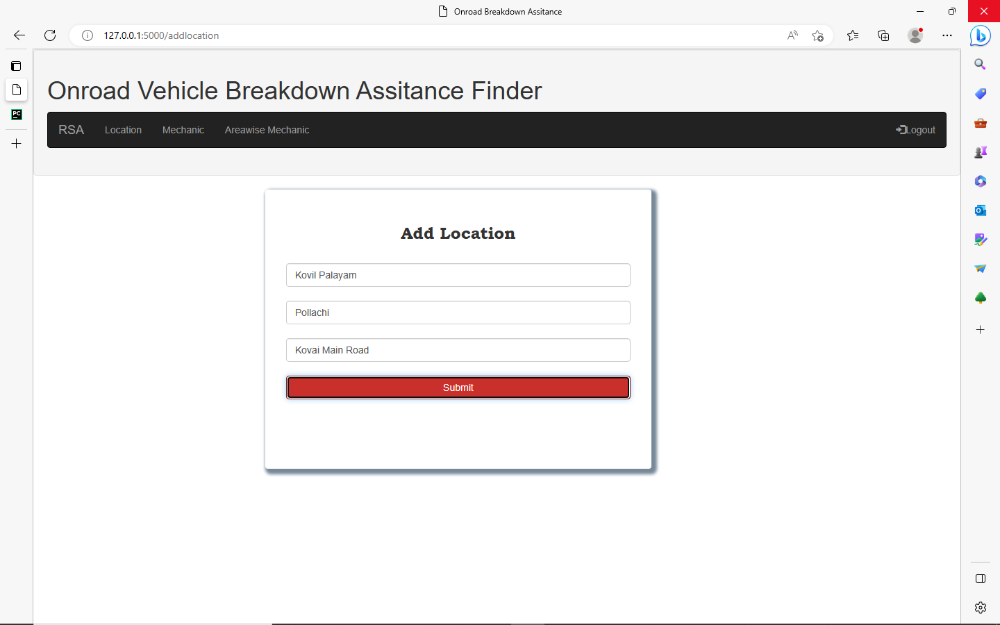 Onroad Breakdown Assitance
127.0.0.1:5000/addlocation
Onroad Vehicle Breakdown Assitance Finder
RSA Location Mechanic Areawise Mechanic Logout
Add Location
Kovil Palayam
Pollachi
Kovai Main Road
Submit
PC